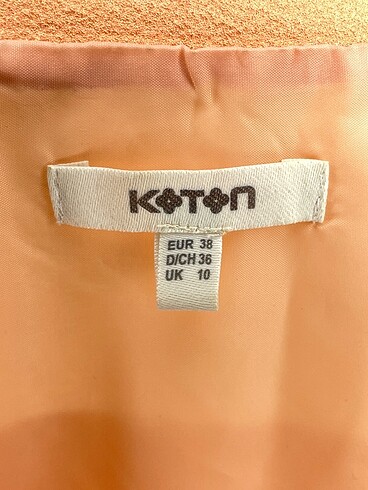 KOTON
EUR 38
D/CH 36
UK 10